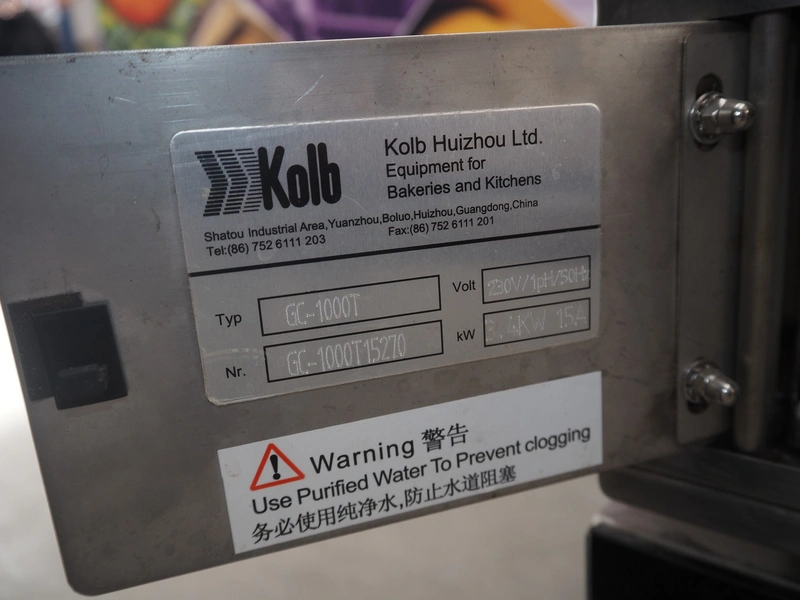 Kolb
Kolb Huizhou Ltd.
Equipment for
Bakeries and Kitchens
Shatou Industrial Area,Yuanzhou,Boluo,Huizhou,Guangdong,China
Tel:(86) 752 6111 203 Fax:(86) 752 6111 201
Typ GC-1000T Volt 230V/1pH/50Hz
Nr. GC-1000T15270 kW 3.4KW 15A
Warning 警告
Use Purified Water To Prevent clogging
务必使用纯净水,防止水道阻塞